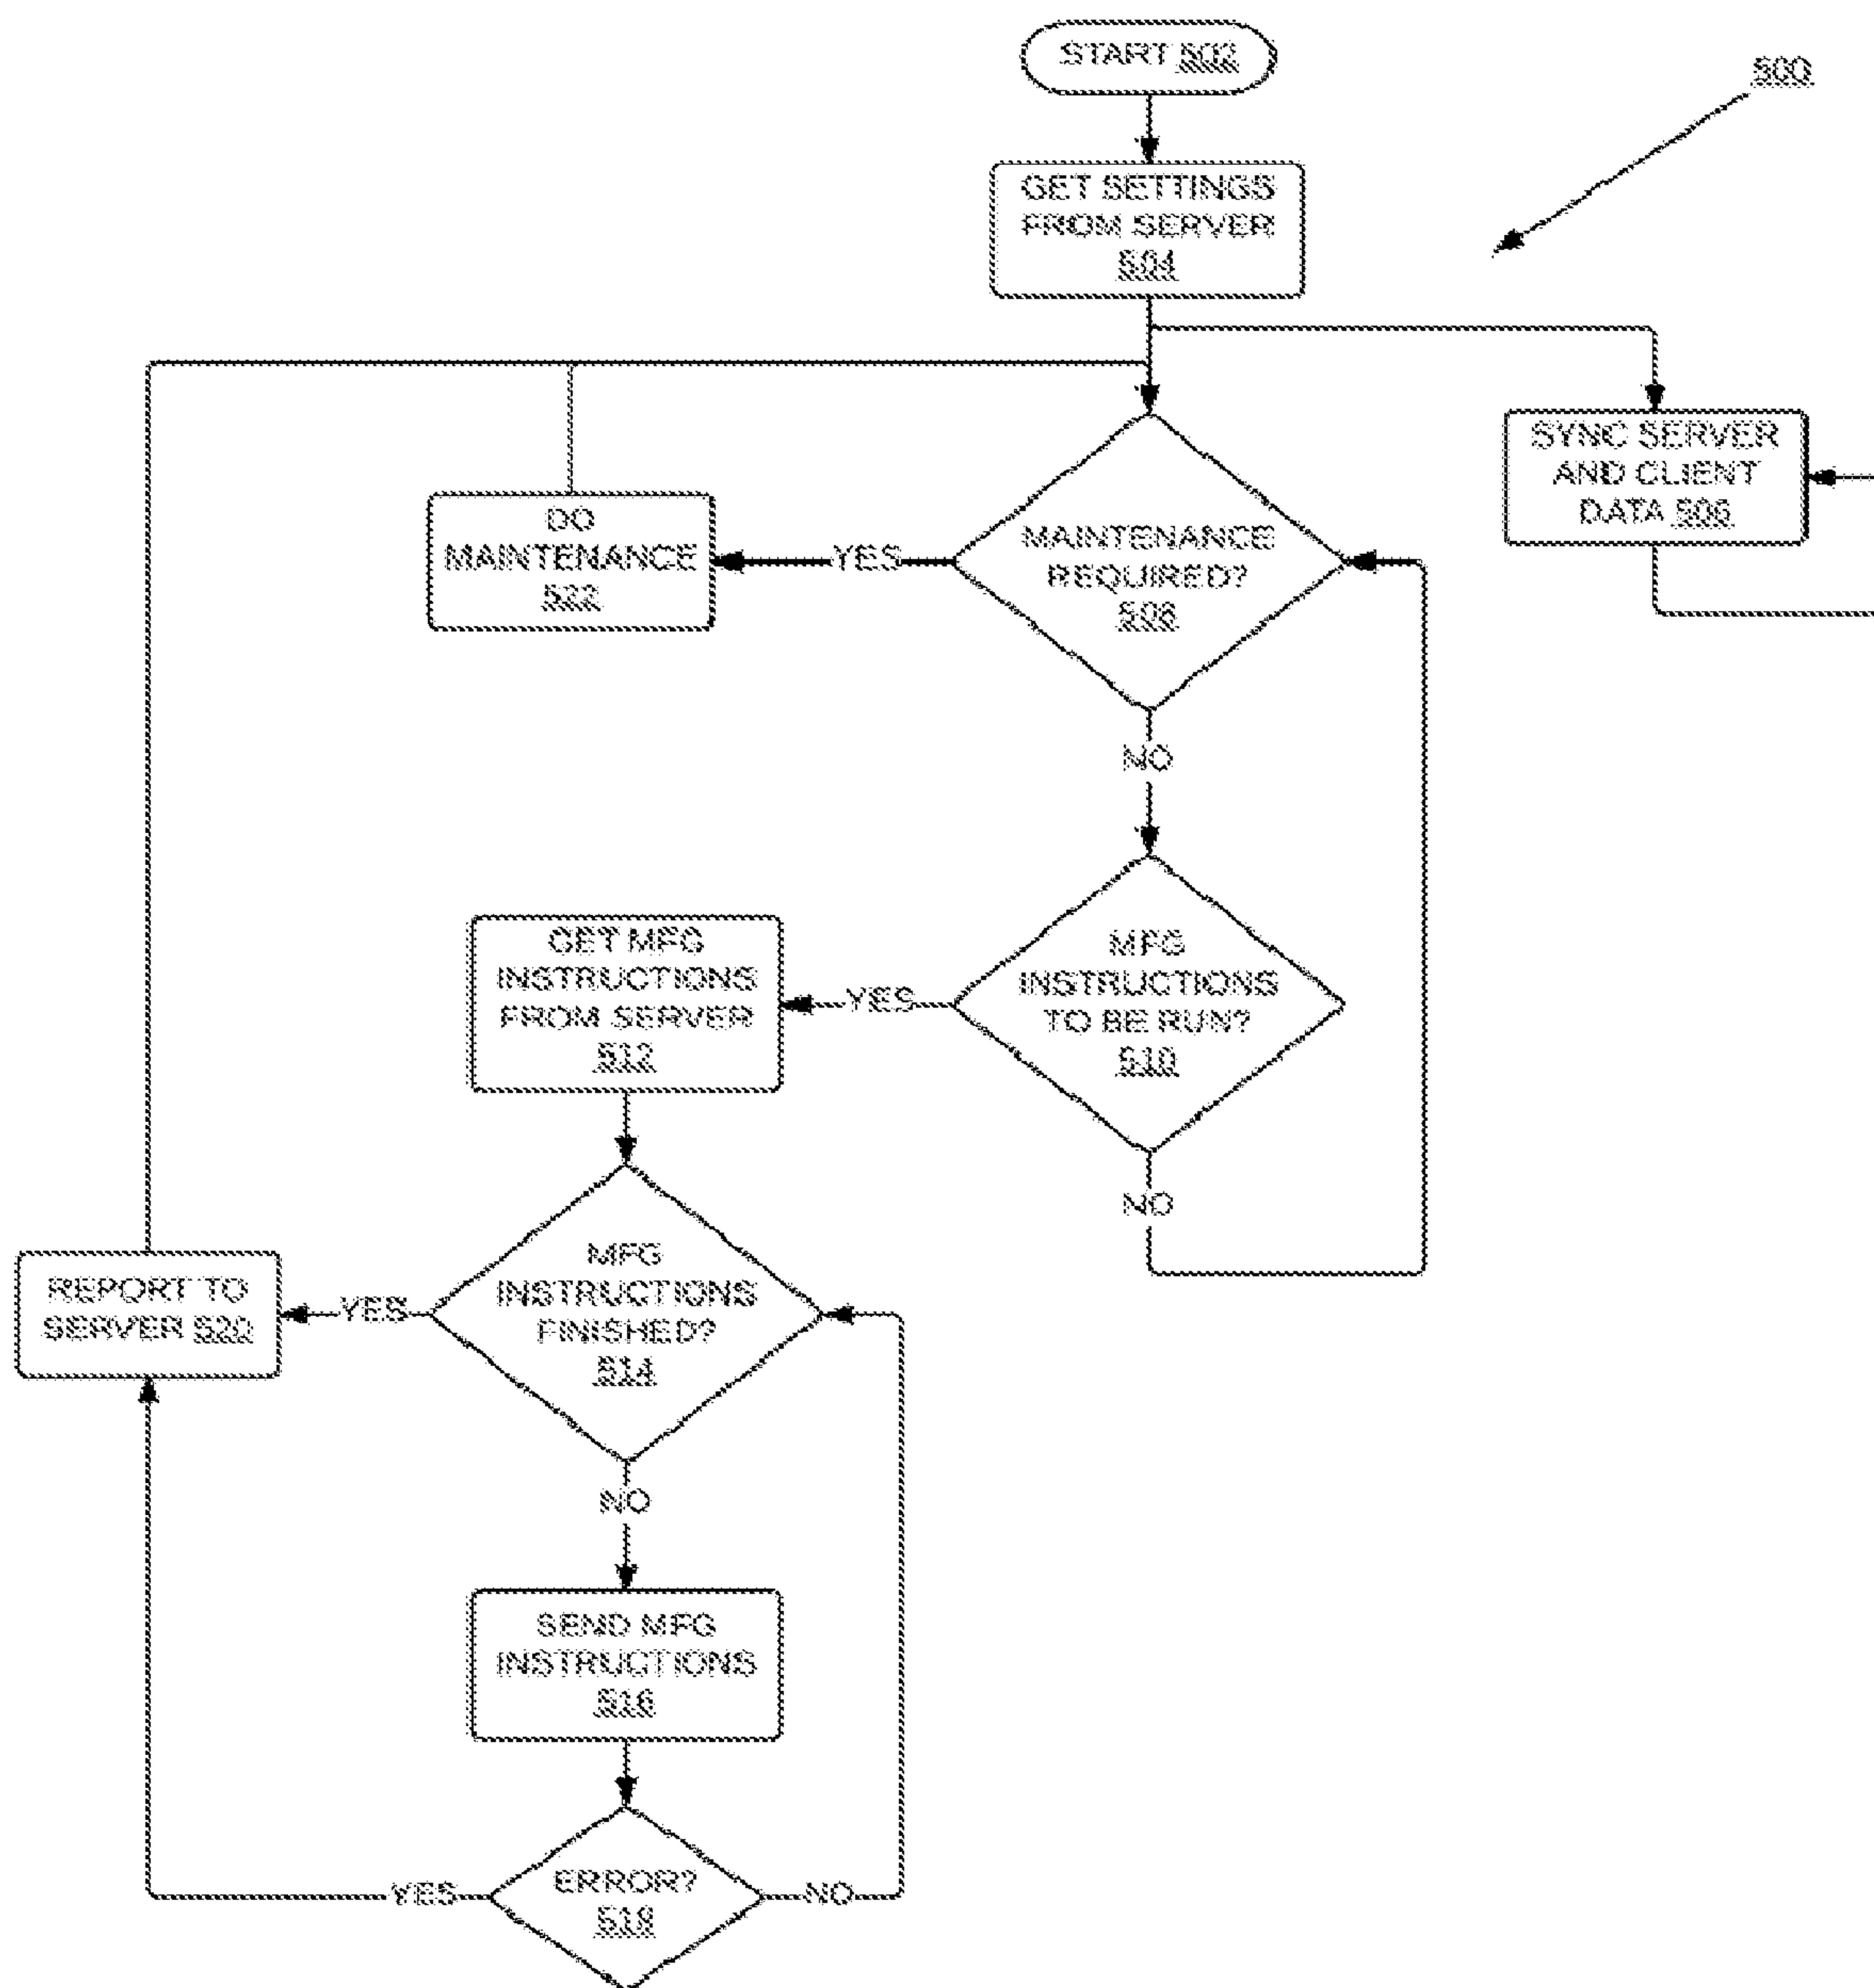 START 502
500
GET SETTINGS
FROM SERVER
504
SYNC SERVER
AND CLIENT
DATA 506
DO
MAINTENANCE
522
YES
MAINTENANCE
REQUIRED?
508
NO
GET MFG
INSTRUCTIONS
FROM SERVER
512
YES
MFG
INSTRUCTIONS
TO BE RUN?
510
NO
REPORT TO
SERVER 520
YES
MFG
INSTRUCTIONS
FINISHED?
514
NO
SEND MFG
INSTRUCTIONS
516
YES
ERROR?
518
NO